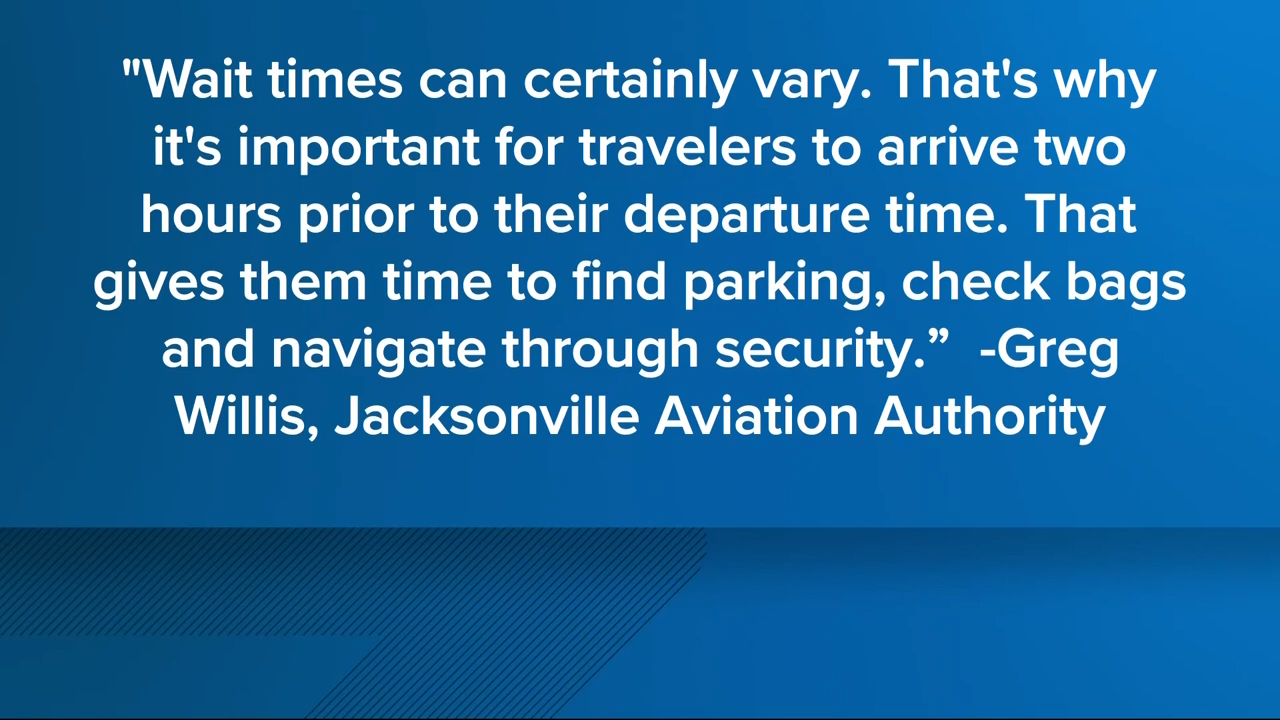 "Wait times can certainly vary. That's why
it's important for travelers to arrive two
hours prior to their departure time. That
gives them time to find parking, check bags
and navigate through security.”  -Greg
Willis, Jacksonville Aviation Authority